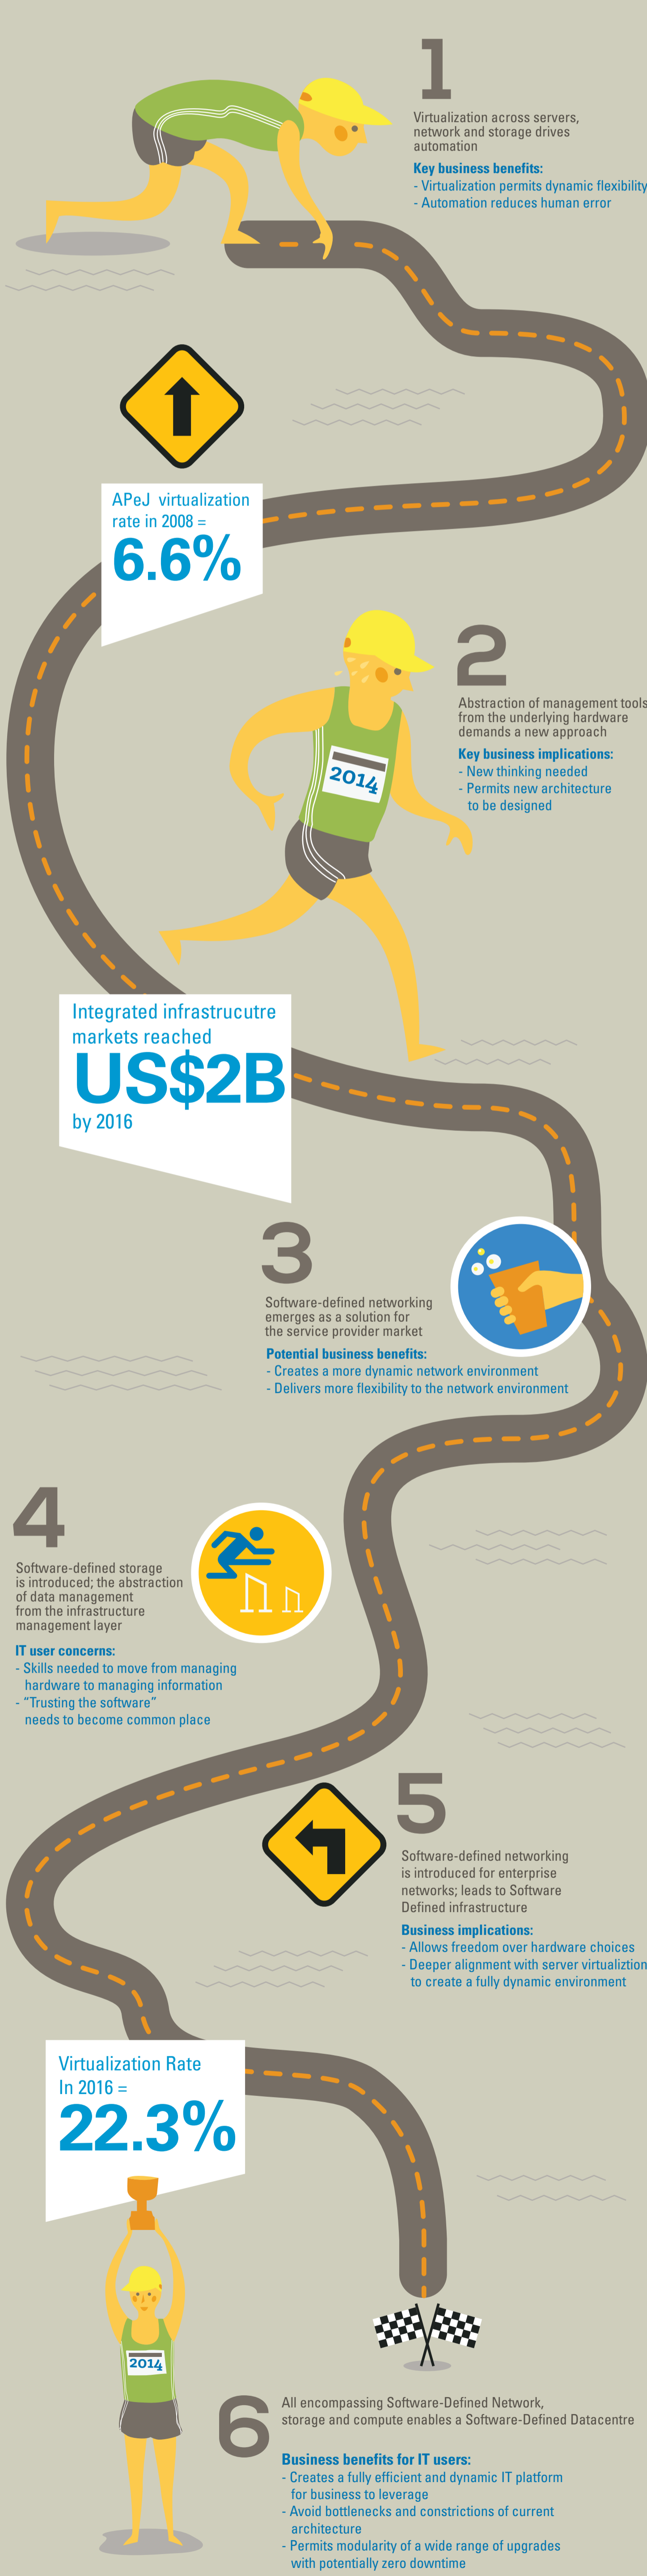 1
Virtualization across servers,
network and storage drives
automation
Key business benefits:
- Virtualization permits dynamic flexibility
- Automation reduces human error
APeJ virtualization
rate in 2008 =
6.6%
2
Abstraction of management tools
from the underlying hardware
demands a new approach
Key business implications:
- New thinking needed
- Permits new architecture
to be designed
2014
Integrated infrastrucutre
markets reached
US$2B
by 2016
3
Software-defined networking
emerges as a solution for
the service provider market
Potential business benefits:
- Creates a more dynamic network environment
- Delivers more flexibility to the network environment
4
Software-defined storage
is introduced; the abstraction
of data management
from the infrastructure
management layer
IT user concerns:
- Skills needed to move from managing
hardware to managing information
- “Trusting the software”
needs to become common place
5
Software-defined networking
is introduced for enterprise
networks; leads to Software
Defined infrastructure
Business implications:
- Allows freedom over hardware choices
- Deeper alignment with server virtualiztion
to create a fully dynamic environment
Virtualization Rate
In 2016 =
22.3%
2014
6
All encompassing Software-Defined Network,
storage and compute enables a Software-Defined Datacentre
Business benefits for IT users:
- Creates a fully efficient and dynamic IT platform
for business to leverage
- Avoid bottlenecks and constrictions of current
architecture
- Permits modularity of a wide range of upgrades
with potentially zero downtime